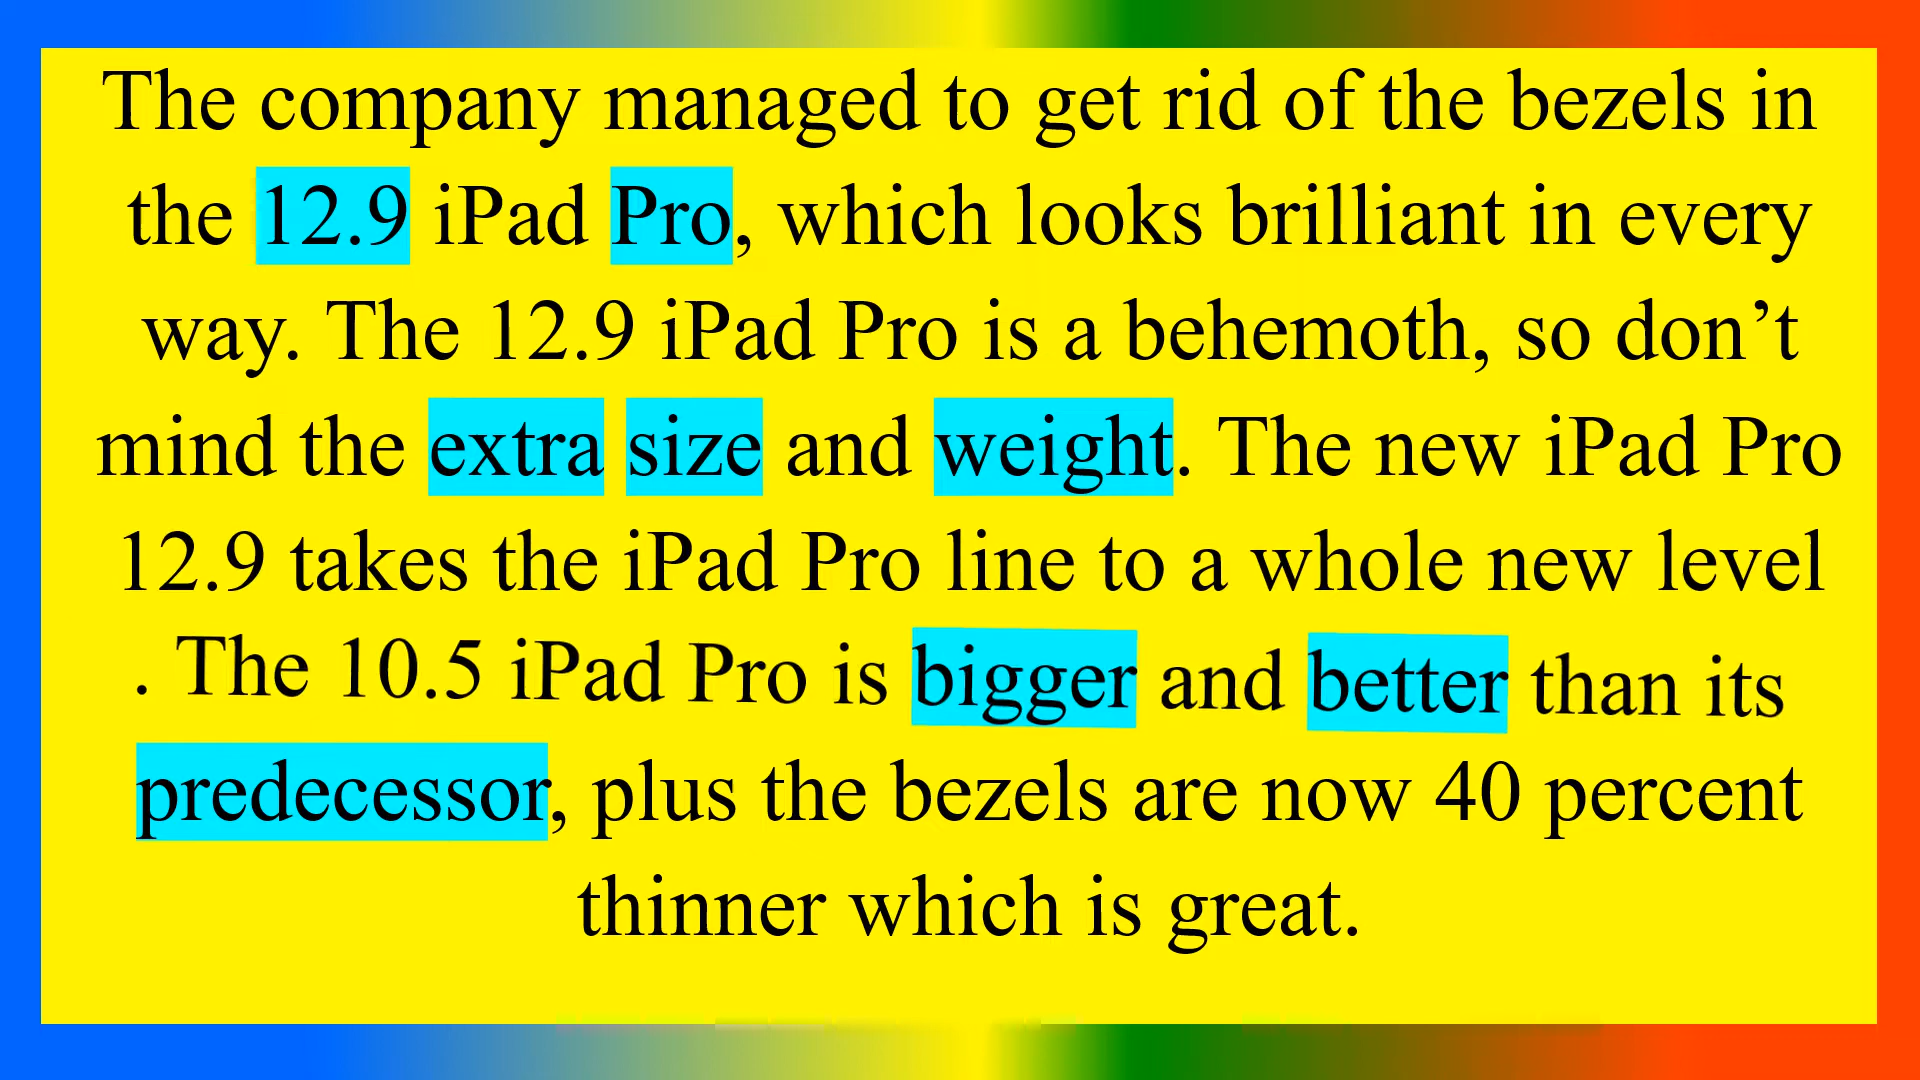 The company managed to get rid of the bezels in
the 12.9 iPad Pro, which looks brilliant in every
way. The 12.9 iPad Pro is a behemoth, so don’t
mind the extra size and weight. The new iPad Pro
12.9 takes the iPad Pro line to a whole new level
. The 10.5 iPad Pro is bigger and better than its
predecessor, plus the bezels are now 40 percent
thinner which is great.